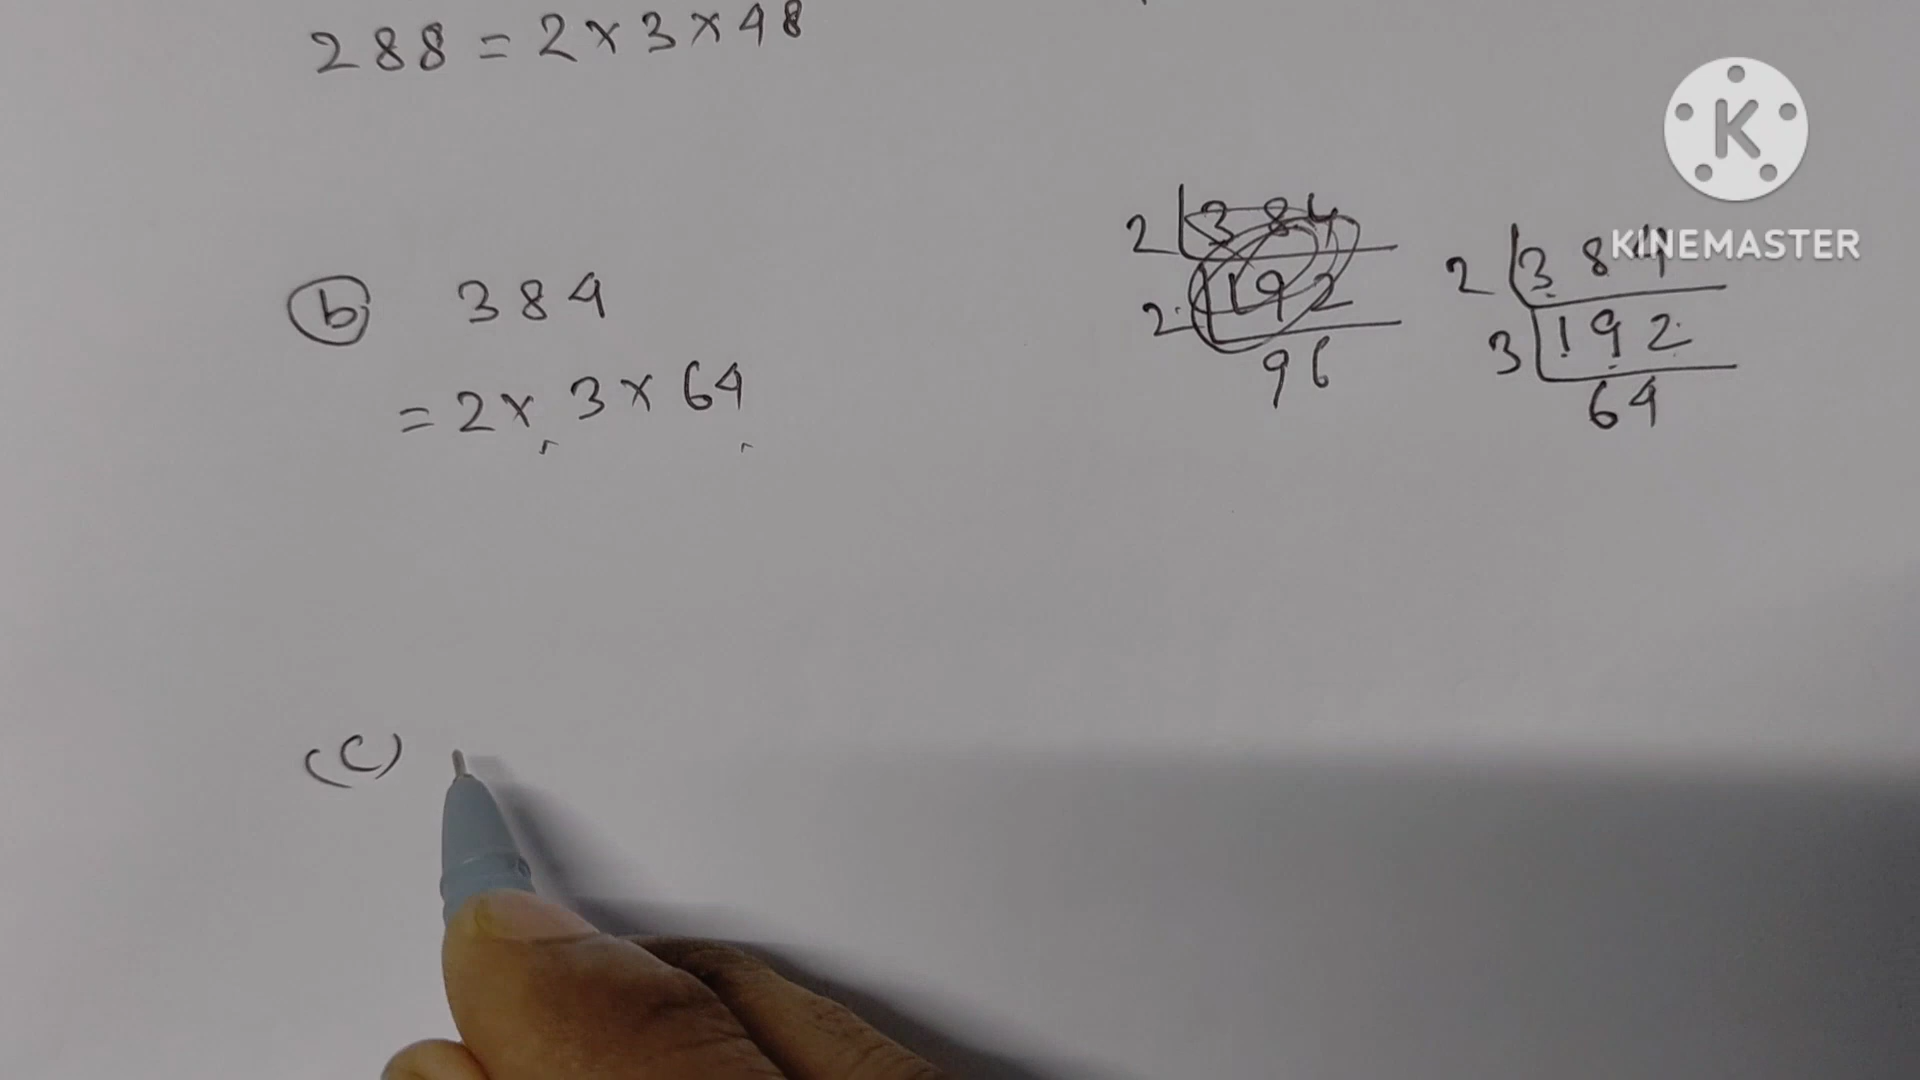 288 = 2 × 3 × 48
(b) 384
= 2 × 3 × 64
2 384
2 192
96
2 384
3 192
64
(C)
K
KINEMASTER